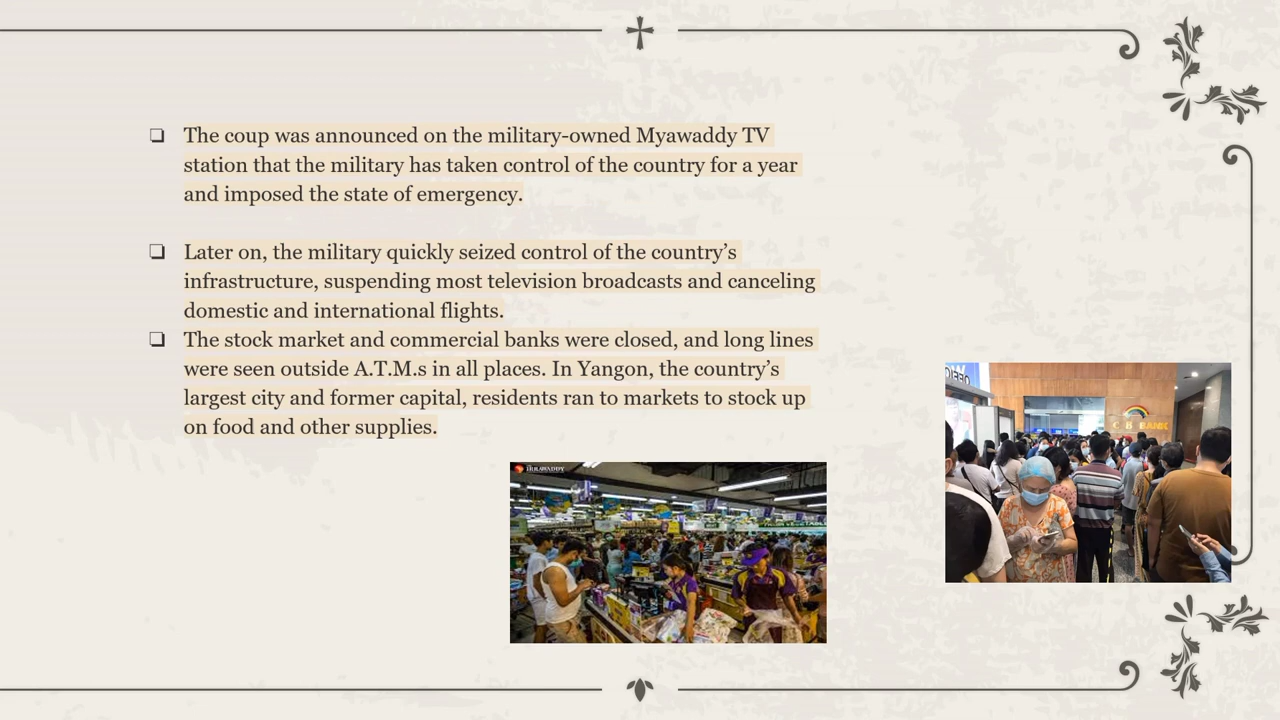 The coup was announced on the military-owned Myawaddy TV
station that the military has taken control of the country for a year
and imposed the state of emergency.
Later on, the military quickly seized control of the country’s
infrastructure, suspending most television broadcasts and canceling
domestic and international flights.
The stock market and commercial banks were closed, and long lines
were seen outside A.T.M.s in all places. In Yangon, the country’s
largest city and former capital, residents ran to markets to stock up
on food and other supplies.
BANK